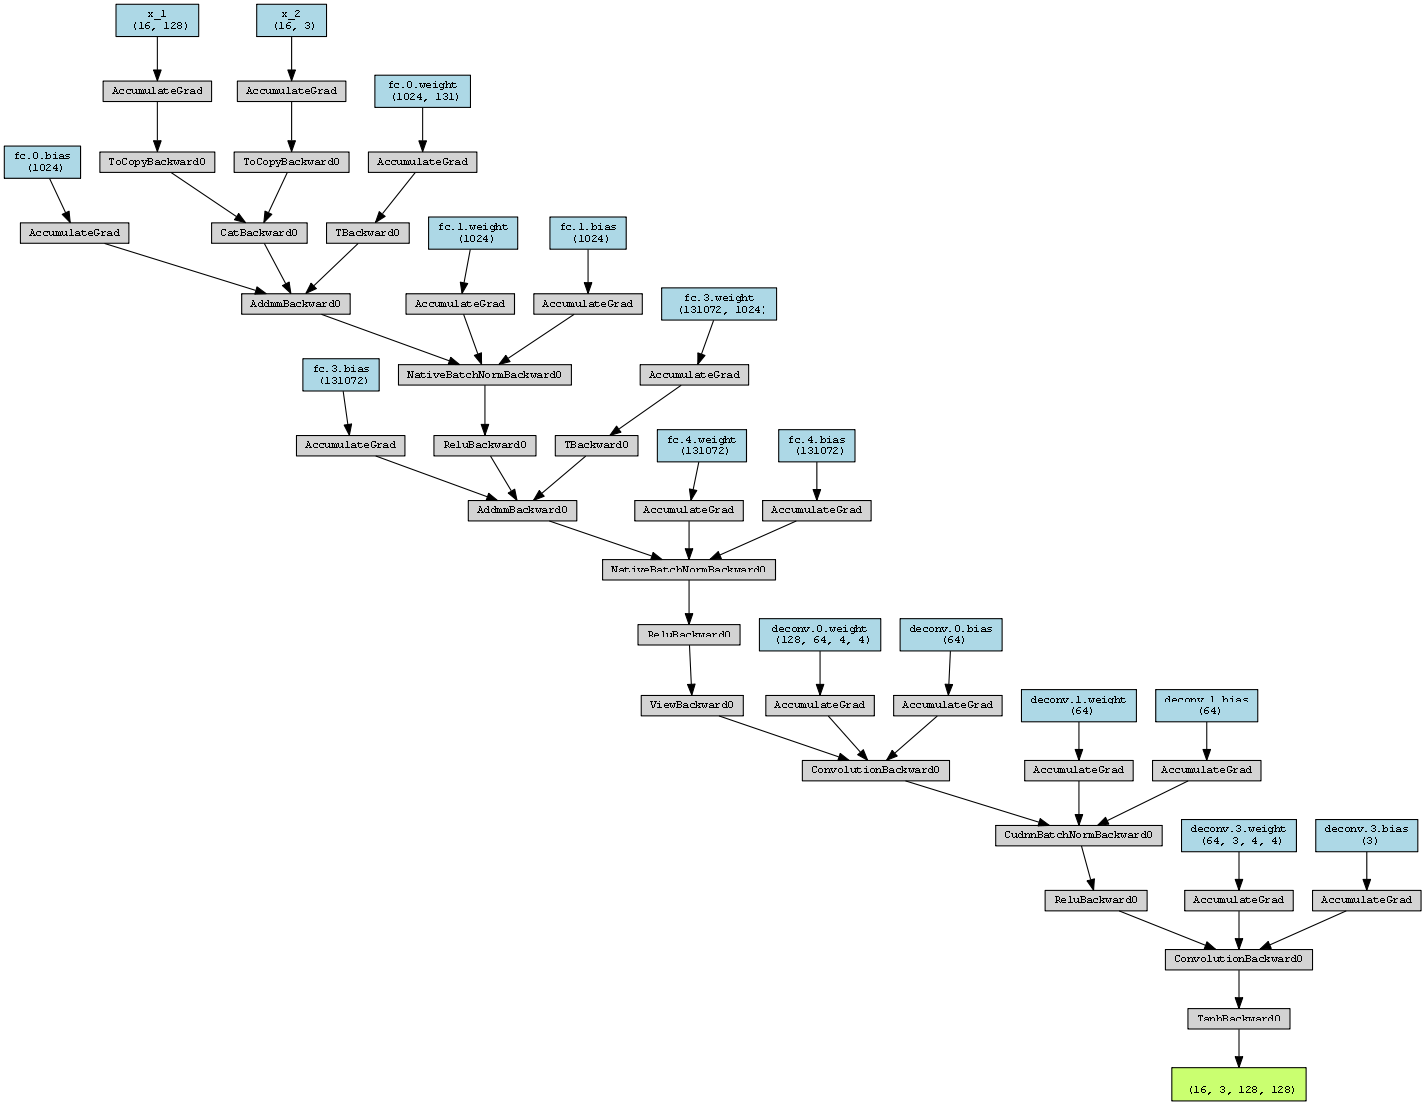 x_1
(16, 128)
x_2
(16, 3)
AccumulateGrad
AccumulateGrad
fc.0.weight
(1024, 131)
fc.0.bias
(1024)
ToCopyBackward0
ToCopyBackward0
AccumulateGrad
AccumulateGrad
CatBackward0
TBackward0
fc.1.weight
(1024)
fc.1.bias
(1024)
AddmmBackward0
AccumulateGrad
AccumulateGrad
fc.3.weight
(131072, 1024)
fc.3.bias
(131072)
NativeBatchNormBackward0
AccumulateGrad
AccumulateGrad
ReluBackward0
TBackward0
fc.4.weight
(131072)
fc.4.bias
(131072)
AddmmBackward0
AccumulateGrad
AccumulateGrad
NativeBatchNormBackward0
ReluBackward0
deconv.0.weight
(128, 64, 4, 4)
deconv.0.bias
(64)
ViewBackward0
AccumulateGrad
AccumulateGrad
deconv.1.weight
(64)
deconv.1.bias
(64)
ConvolutionBackward0
AccumulateGrad
AccumulateGrad
CudnnBatchNormBackward0
deconv.3.weight
(64, 3, 4, 4)
deconv.3.bias
(3)
ReluBackward0
AccumulateGrad
AccumulateGrad
ConvolutionBackward0
TanhBackward0
(16, 3, 128, 128)